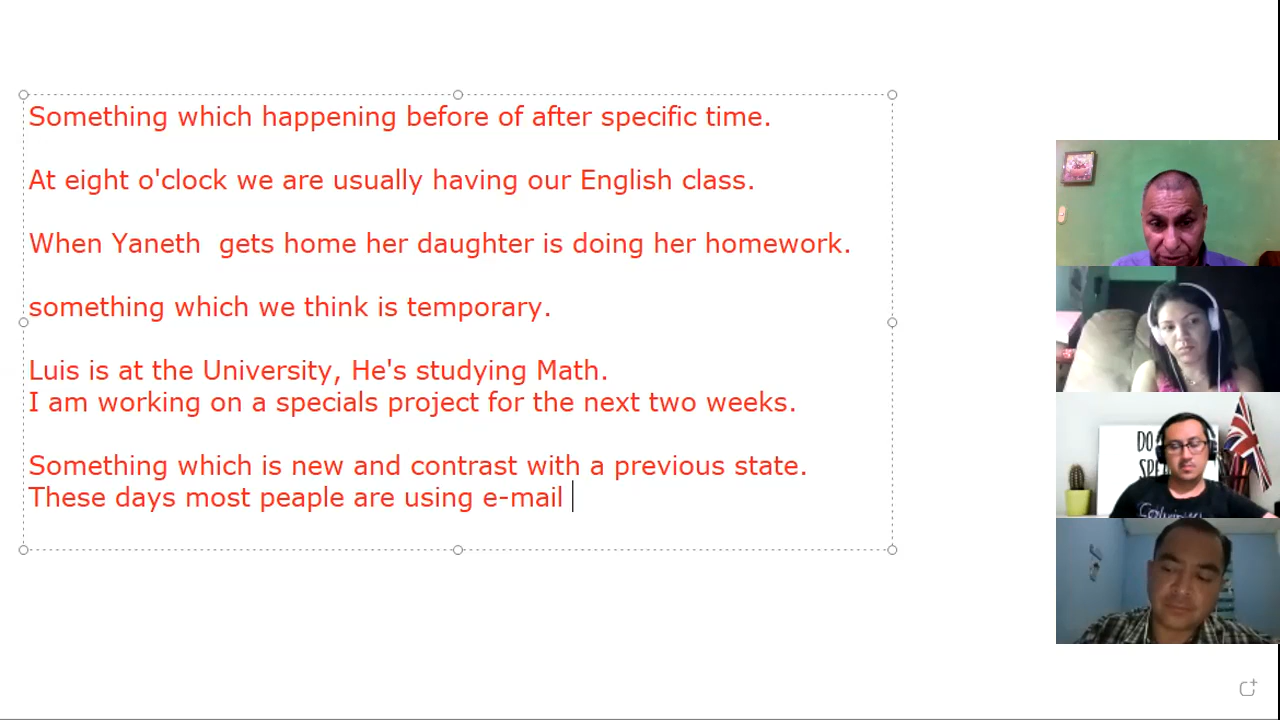 Something which happening before of after specific time.
At eight o'clock we are usually having our English class.
When Yaneth  gets home her daughter is doing her homework.
something which we think is temporary.
Luis is at the University, He's studying Math.
I am working on a specials project for the next two weeks.
Something which is new and contrast with a previous state.
These days most peaple are using e-mail
DO